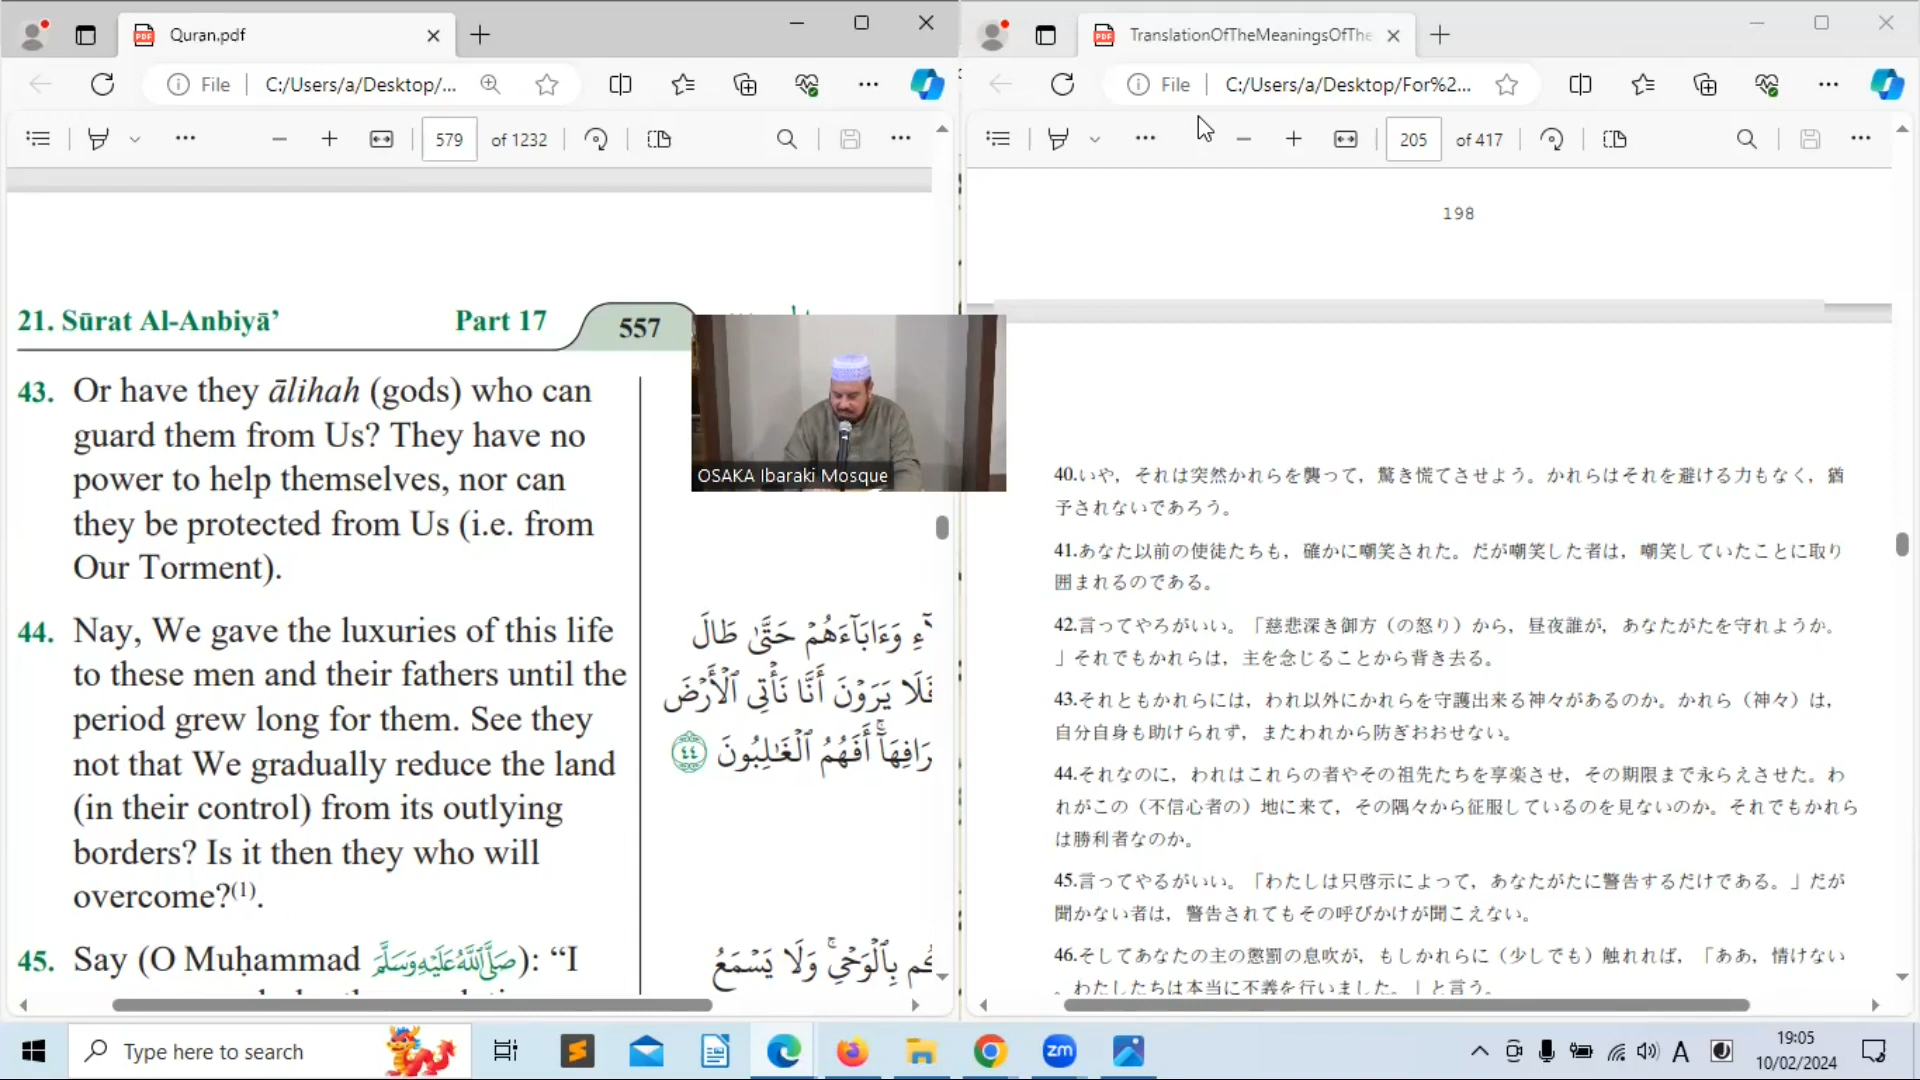 Quran.pdf
TranslationOfTheMeaningsOfThe
File
C:/Users/a/Desktop/...
File
C:/Users/a/Desktop/For%2...
579 of 1232
205 of 417
198
21. Sūrat Al-Anbiyā’ Part 17 557
43. Or have they ālihah (gods) who can
guard them from Us? They have no
power to help themselves, nor can
they be protected from Us (i.e. from
Our Torment).
44. Nay, We gave the luxuries of this life
to these men and their fathers until the
period grew long for them. See they
not that We gradually reduce the land
(in their control) from its outlying
borders? Is it then they who will
overcome?(1).
45. Say (O Muḥammad صَلَّى اللَّهُ عَلَيْهِ وَسَلَّمَ): “I
وَءَابَآءَهُمْ حَتَّىٰ طَالَ
يَرَوْنَ أَنَّا نَأْتِى ٱلْأَرْضَ
أَفَهُمُ ٱلْغَٰلِبُونَ ٤٤
بِٱلْوَحْىِ ۚ وَلَا يَسْمَعُ
OSAKA Ibaraki Mosque
40.いや，それは突然かれらを襲って，驚き慌てさせよう。かれらはそれを避ける力もなく，猶
予されないであろう。
41.あなた以前の使徒たちも，確かに嘲笑された。だが嘲笑した者は，嘲笑していたことに取り
囲まれるのである。
42.言ってやろがいい。「慈悲深き御方（の怒り）から，昼夜誰が，あなたがたを守れようか。
」それでもかれらは，主を念じることから背き去る。
43.それともかれらには，われ以外にかれらを守護出来る神々があるのか。かれら（神々）は，
自分自身も助けられず，またわれから防ぎおおせない。
44.それなのに，われはこれらの者やその祖先たちを享楽させ，その期限まで永らえさせた。わ
れがこの（不信心者の）地に来て，その隅々から征服しているのを見ないのか。それでもかれら
は勝利者なのか。
45.言ってやるがいい。「わたしは只啓示によって，あなたがたに警告するだけである。」だが
聞かない者は，警告されてもその呼びかけが聞こえない。
46.そしてあなたの主の懲罰の息吹が，もしかれらに（少しでも）触れれば，「ああ，情けない
。わたしたちは本当に不義を行いました。」と言う。
Type here to search
zm
A
19:05
10/02/2024